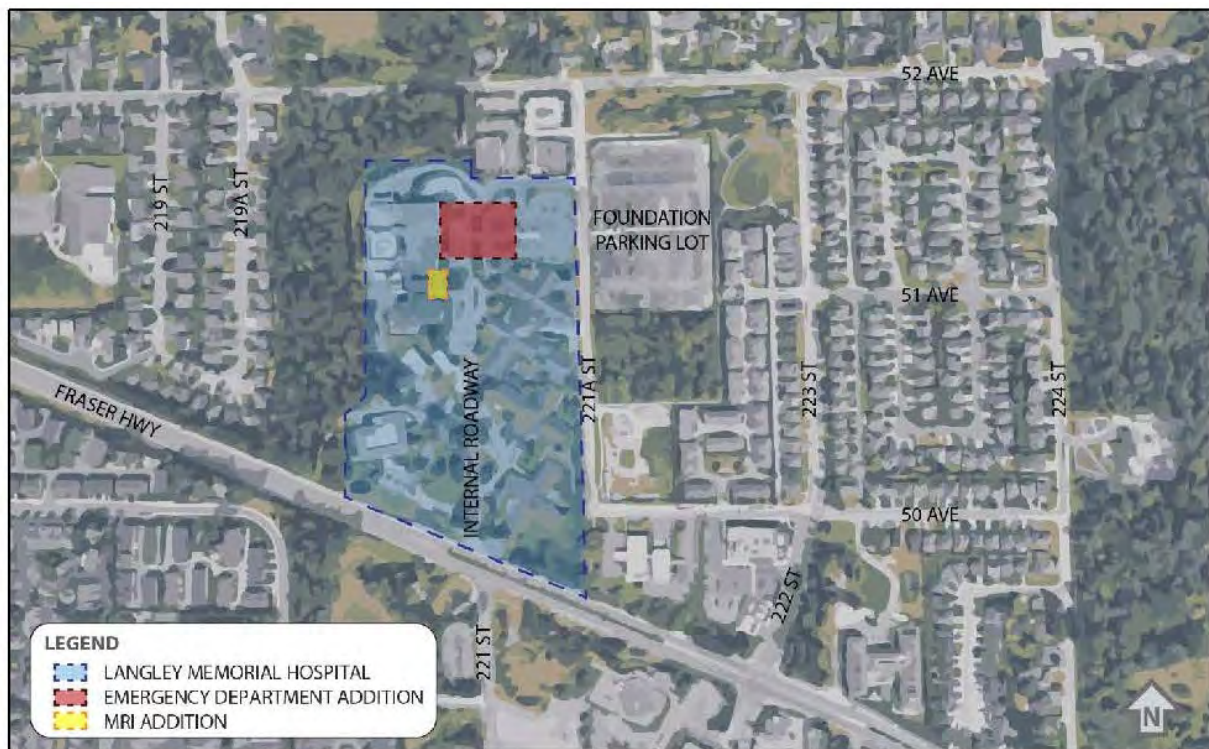 52 AVE
219 ST
219A ST
FOUNDATION
PARKING LOT
51 AVE
FRASER HWY
INTERNAL ROADWAY
221A ST
223 ST
224 ST
50 AVE
222 ST
221 ST
LEGEND
LANGLEY MEMORIAL HOSPITAL
EMERGENCY DEPARTMENT ADDITION
MRI ADDITION
N